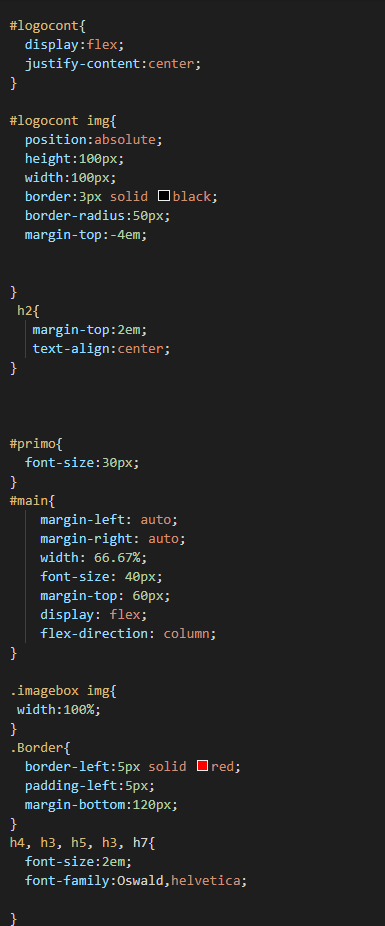 #logocont{
  display:flex;
  justify-content:center;
}

#logocont img{
  position:absolute;
  height:100px;
  width:100px;
  border:3px solid black;
  border-radius:50px;
  margin-top:-4em;


}
 h2{
   margin-top:2em;
   text-align:center;
}



#primo{
  font-size:30px;
}
#main{
    margin-left: auto;
    margin-right: auto;
    width: 66.67%;
    font-size: 40px;
    margin-top: 60px;
    display: flex;
    flex-direction: column;
}

.imagebox img{
 width:100%;
}
.Border{
  border-left:5px solid red;
  padding-left:5px;
  margin-bottom:120px;
}
h4, h3, h5, h3, h7{
  font-size:2em;
  font-family:Oswald,helvetica;

}